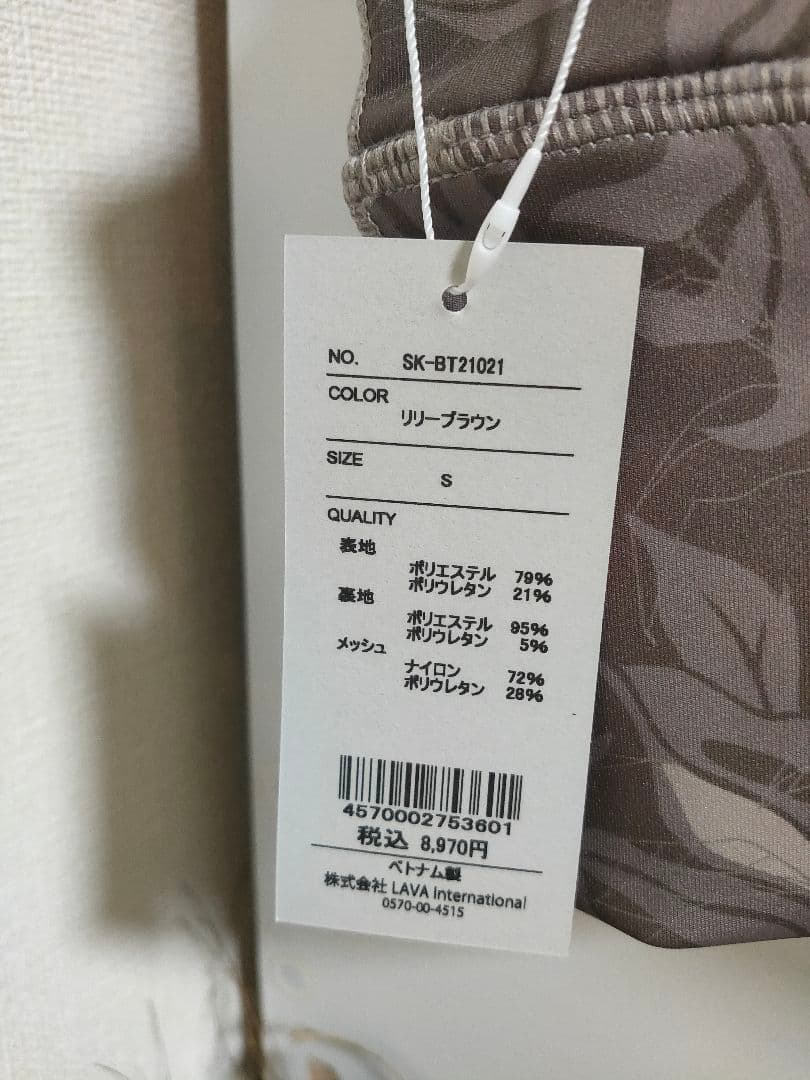 NO. SK-BT21021
COLOR
リリーブラウン
SIZE
S
QUALITY
表地
ポリエステル 79%
ポリウレタン 21%
裏地
ポリエステル 95%
ポリウレタン 5%
メッシュ
ナイロン 72%
ポリウレタン 28%
4570002753601
税込 8,970円
ベトナム製
株式会社 LAVA International
0570-00-4515